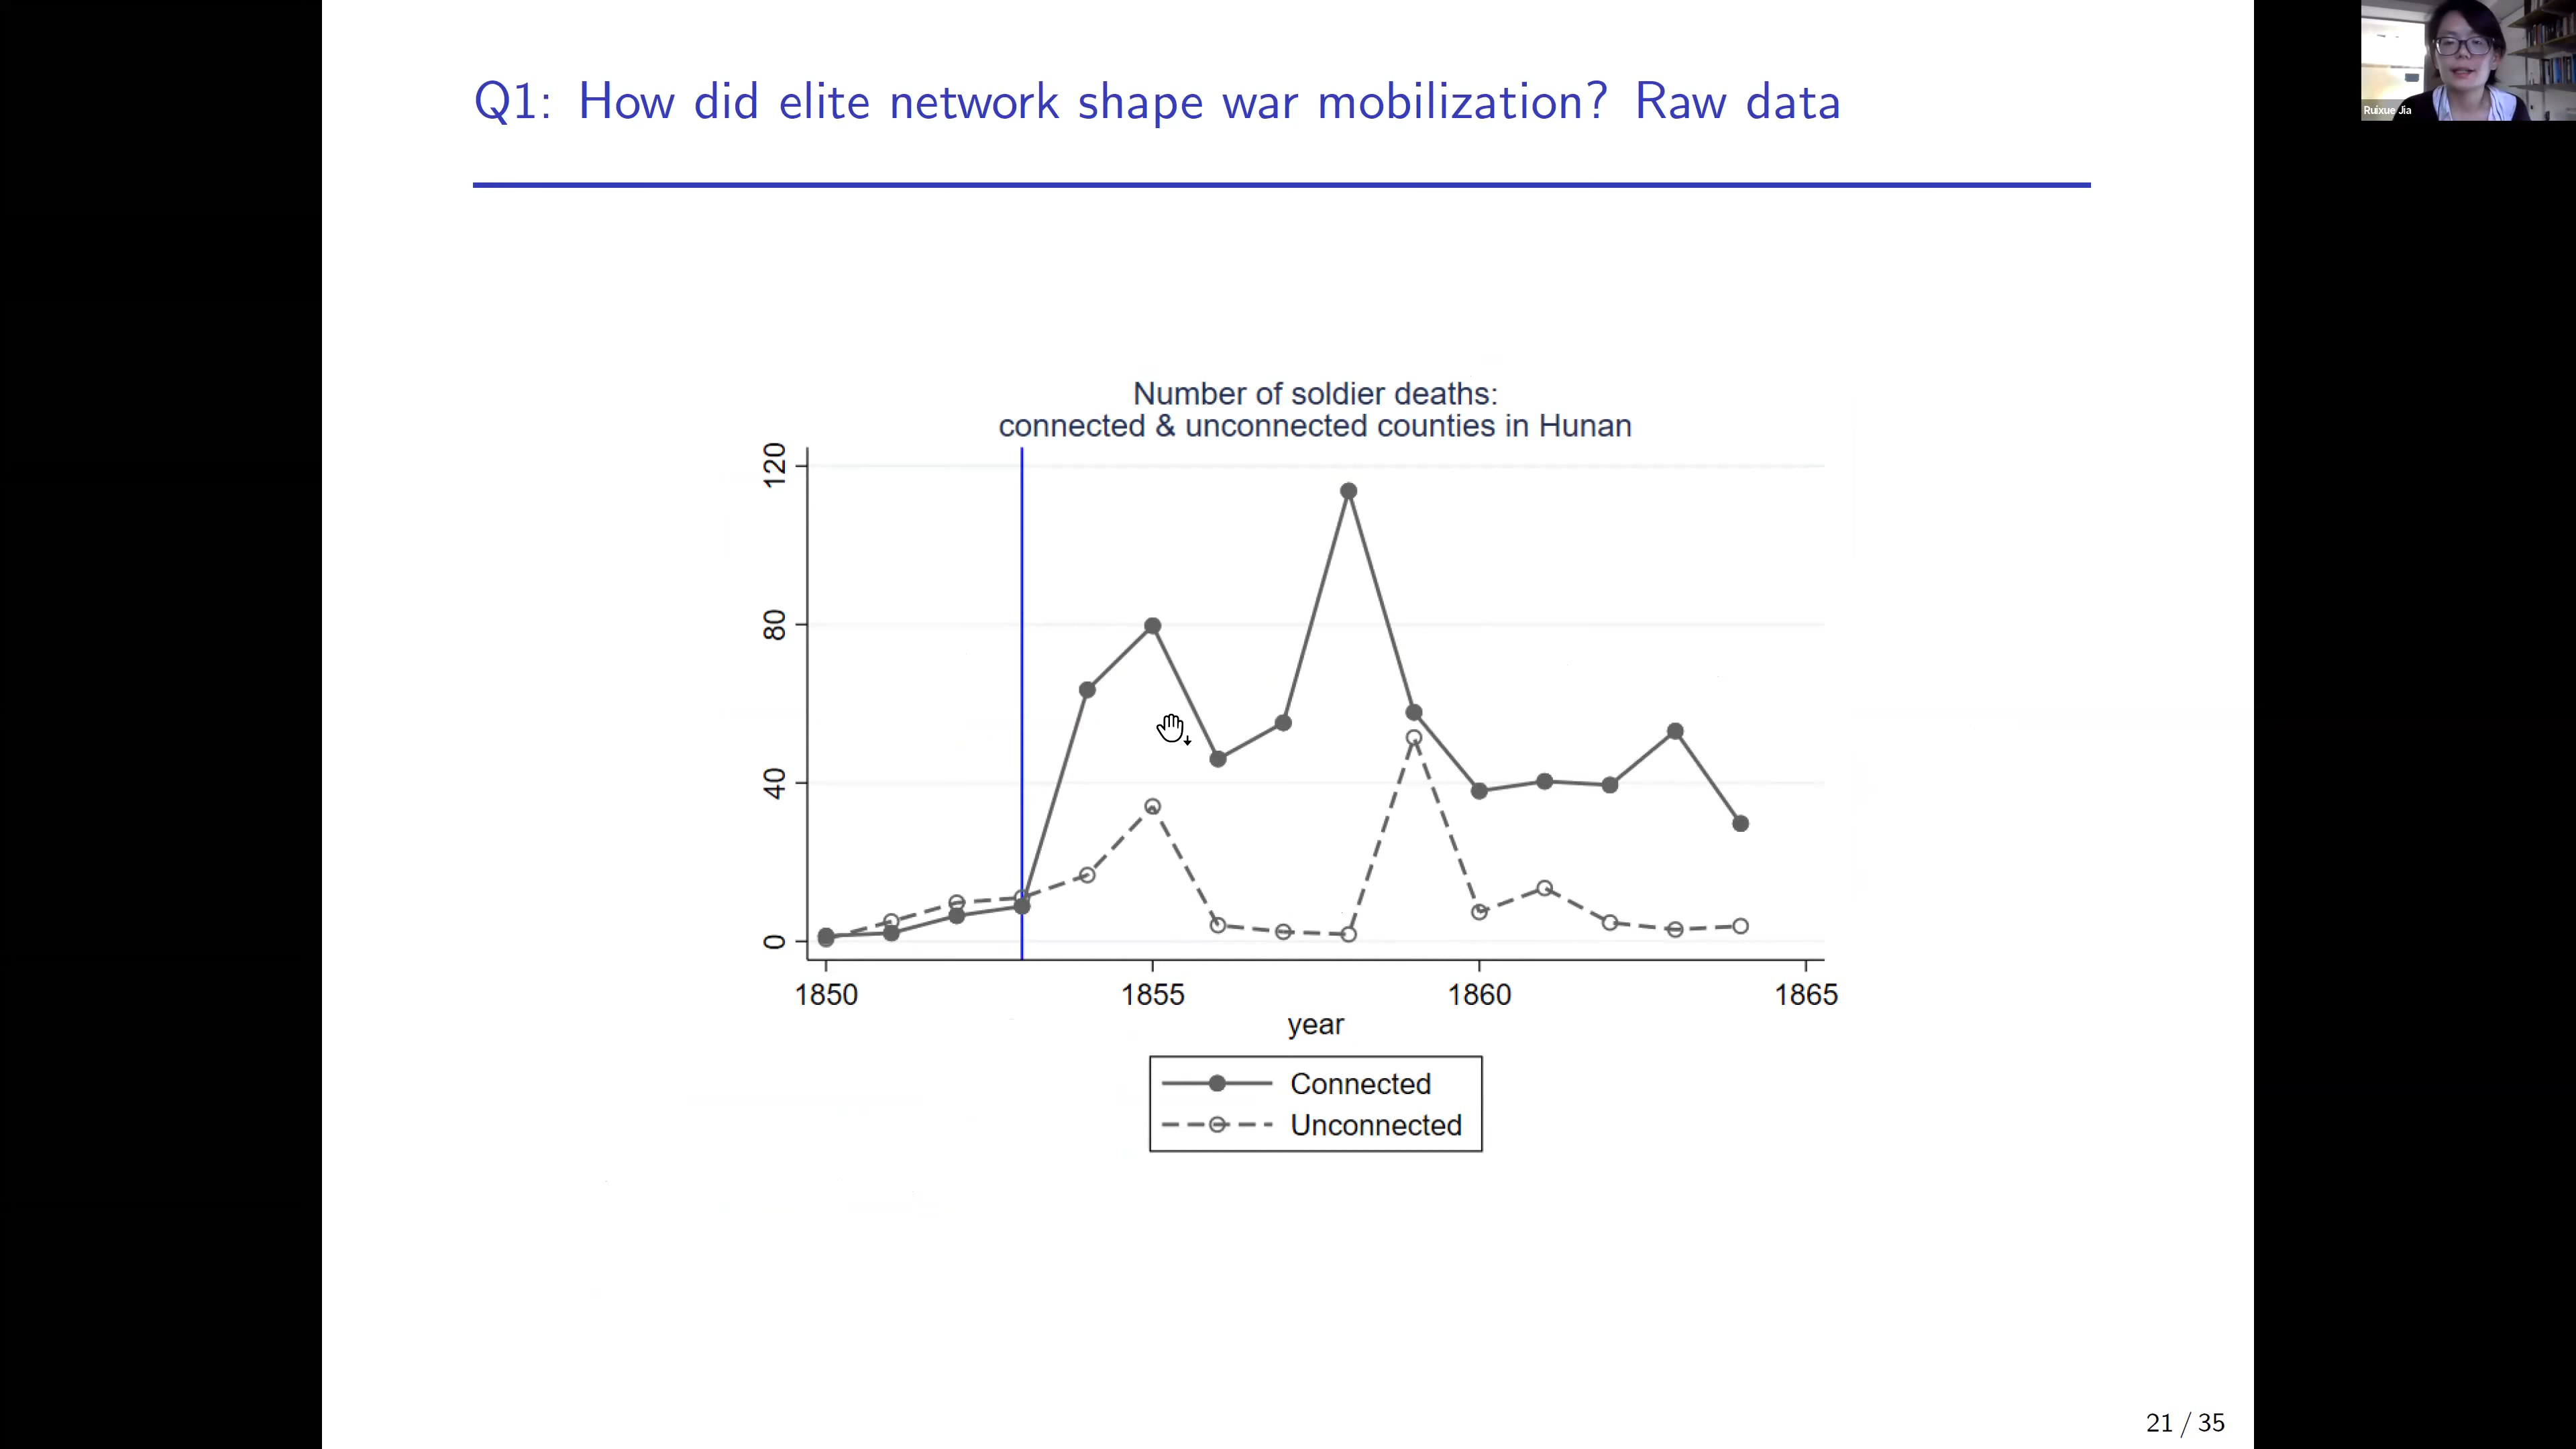 Q1: How did elite network shape war mobilization? Raw data
Ruixue Jia
Number of soldier deaths:
connected & unconnected counties in Hunan
120
80
40
0
1850 1855 1860 1865
year
Connected
Unconnected
21 / 35